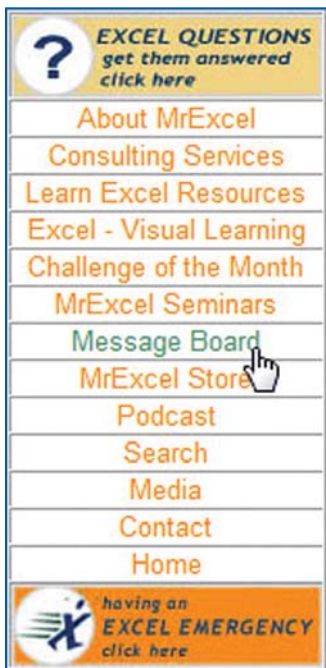 ?
EXCEL QUESTIONS
get them answered
click here
About MrExcel
Consulting Services
Learn Excel Resources
Excel - Visual Learning
Challenge of the Month
MrExcel Seminars
Message Board
MrExcel Store
Podcast
Search
Media
Contact
Home
having an
EXCEL EMERGENCY
click here